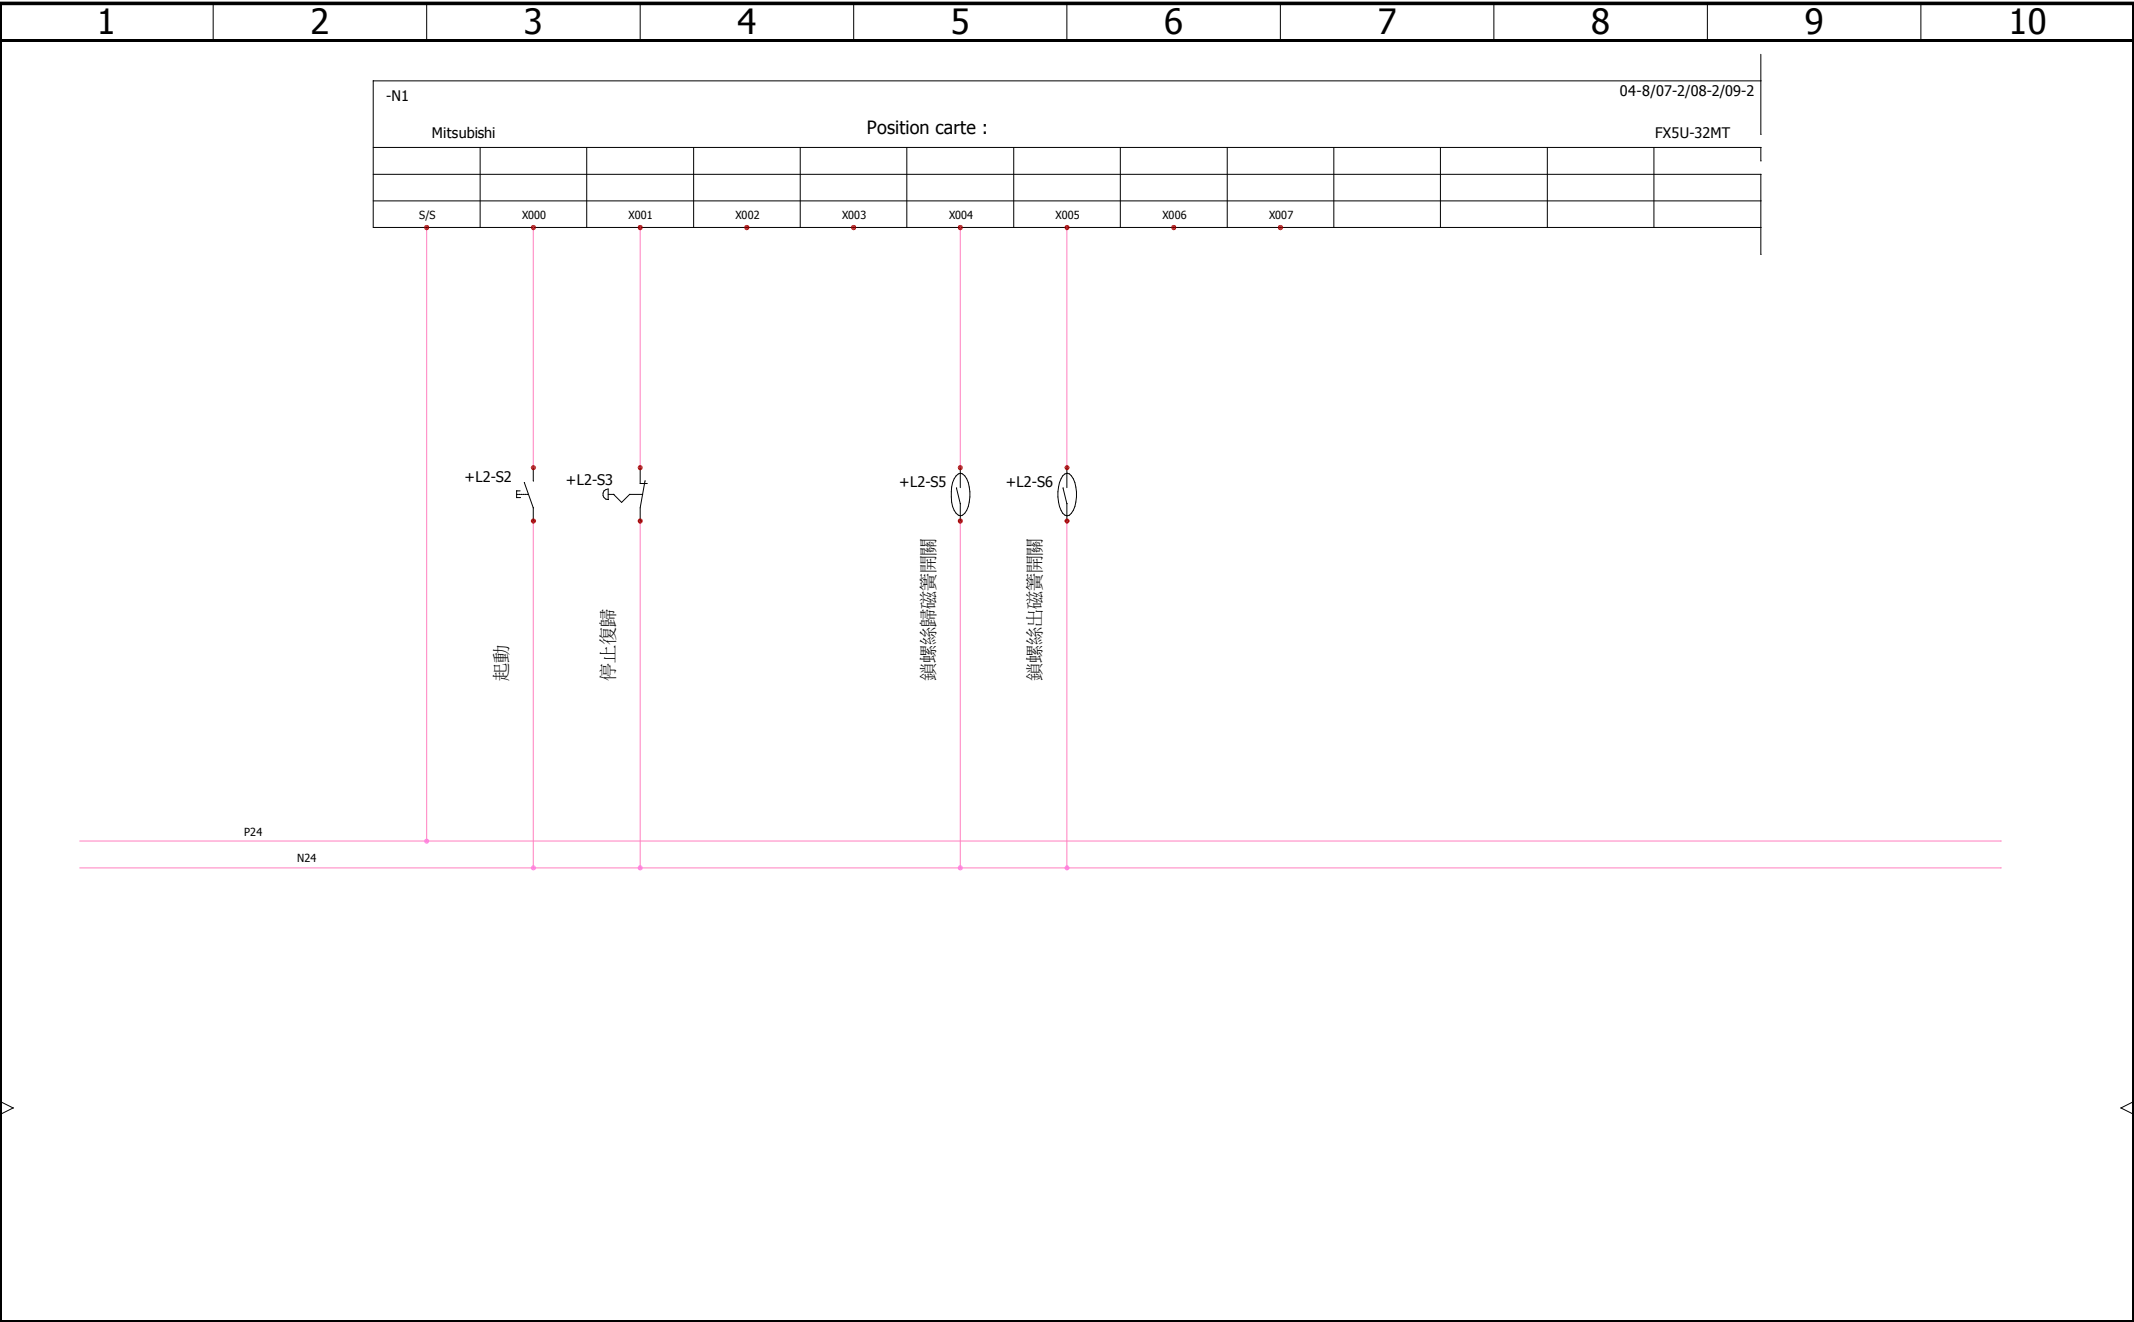 1 2 3 4 5 6 7 8 9 10
-N1 04-8/07-2/08-2/09-2
Mitsubishi Position carte : FX5U-32MT
S/S X000 X001 X002 X003 X004 X005 X006 X007
+L2-S2 +L2-S3 +L2-S5 +L2-S6
起動
停止復歸
鎖螺絲歸磁簧開關
鎖螺絲出磁簧開關
P24
N24